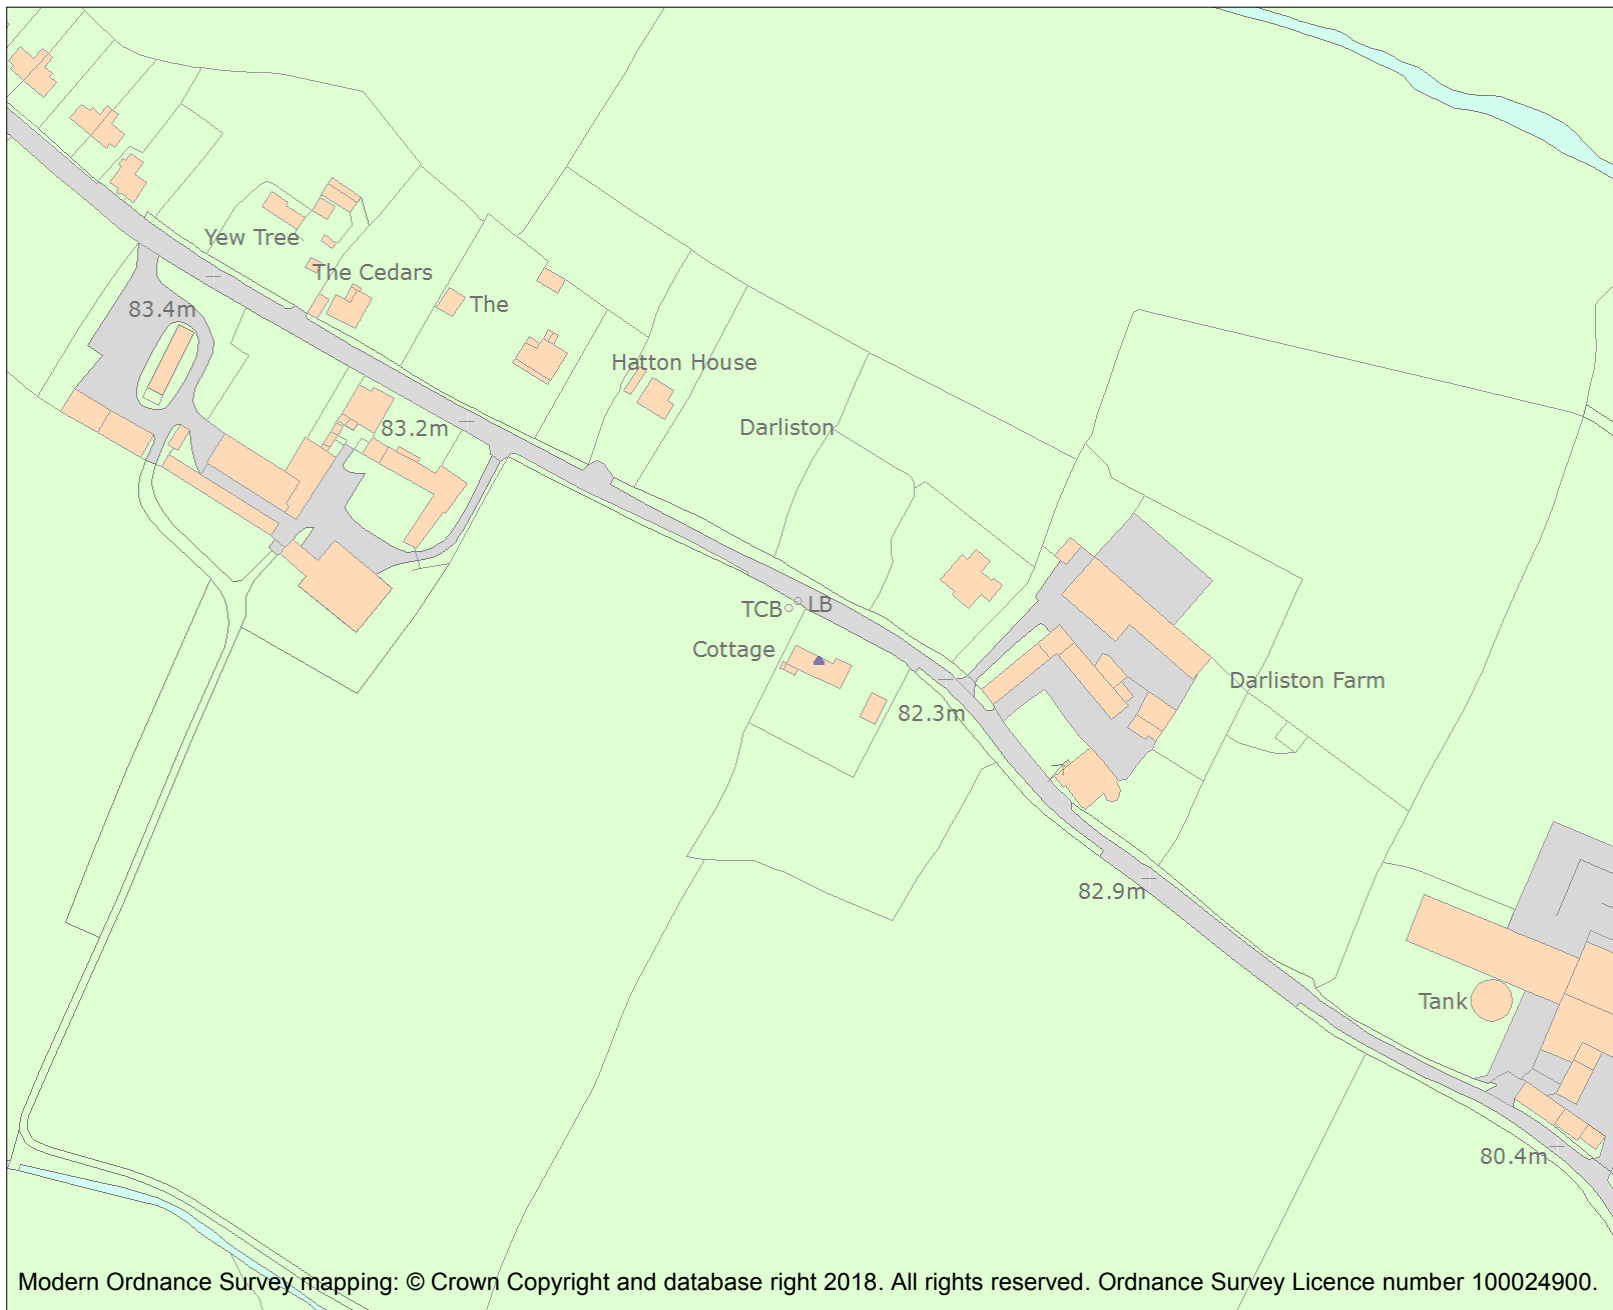 Yew Tree
The Cedars
The
83.4m
Hatton House
83.2m
Darliston
TCB
LB
Cottage
Darliston Farm
82.3m
82.9m
Tank
80.4m
Modern Ordnance Survey mapping: © Crown Copyright and database right 2018. All rights reserved. Ordnance Survey Licence number 100024900.